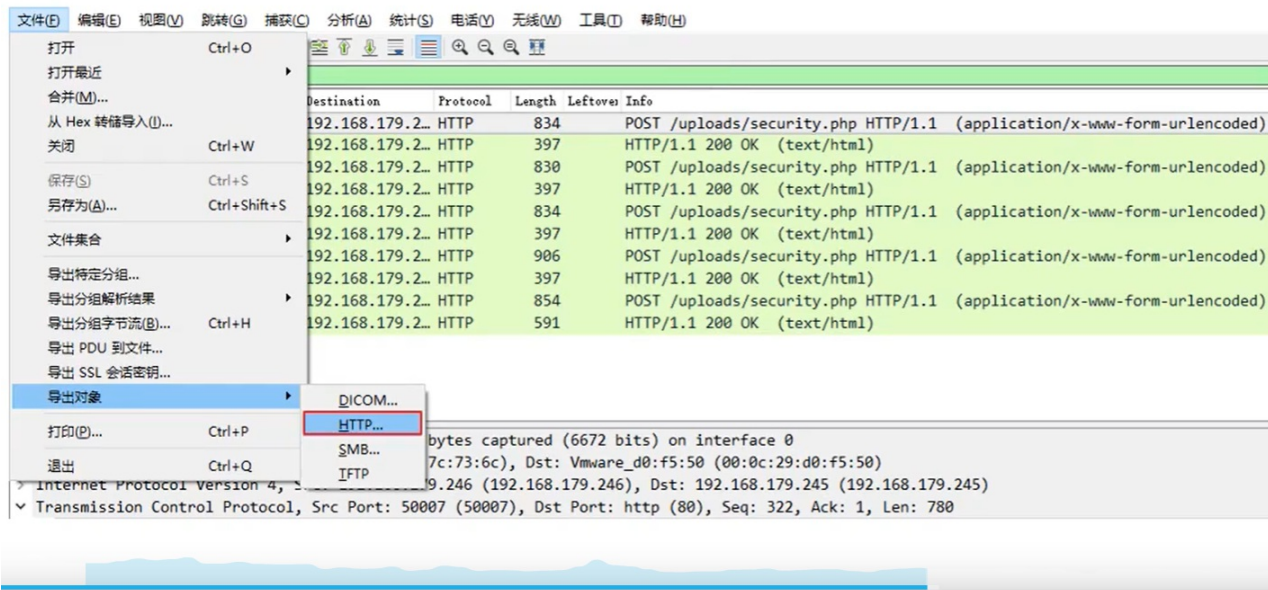 文件(F) 编辑(E) 视图(V) 跳转(G) 捕获(C) 分析(A) 统计(S) 电话(Y) 无线(W) 工具(T) 帮助(H)
打开 Ctrl+O
打开最近
合并(M)...
从 Hex 转储导入(I)...
关闭 Ctrl+W
保存(S) Ctrl+S
另存为(A)... Ctrl+Shift+S
文件集合
导出特定分组...
导出分组解析结果
导出分组字节流(B)... Ctrl+H
导出 PDU 到文件...
导出 SSL 会话密钥...
导出对象
打印(P)... Ctrl+P
退出 Ctrl+Q
DICOM...
HTTP...
SMB...
TFTP
Destination Protocol Length Leftover Info
192.168.179.2… HTTP 834 POST /uploads/security.php HTTP/1.1 (application/x-www-form-urlencoded)
192.168.179.2… HTTP 397 HTTP/1.1 200 OK (text/html)
192.168.179.2… HTTP 830 POST /uploads/security.php HTTP/1.1 (application/x-www-form-urlencoded)
192.168.179.2… HTTP 397 HTTP/1.1 200 OK (text/html)
192.168.179.2… HTTP 834 POST /uploads/security.php HTTP/1.1 (application/x-www-form-urlencoded)
192.168.179.2… HTTP 397 HTTP/1.1 200 OK (text/html)
192.168.179.2… HTTP 906 POST /uploads/security.php HTTP/1.1 (application/x-www-form-urlencoded)
192.168.179.2… HTTP 397 HTTP/1.1 200 OK (text/html)
192.168.179.2… HTTP 854 POST /uploads/security.php HTTP/1.1 (application/x-www-form-urlencoded)
192.168.179.2… HTTP 591 HTTP/1.1 200 OK (text/html)
bytes captured (6672 bits) on interface 0
7c:73:6c), Dst: Vmware_d0:f5:50 (00:0c:29:d0:f5:50)
Internet Protocol Version 4, 9.246 (192.168.179.246), Dst: 192.168.179.245 (192.168.179.245)
Transmission Control Protocol, Src Port: 50007 (50007), Dst Port: http (80), Seq: 322, Ack: 1, Len: 780